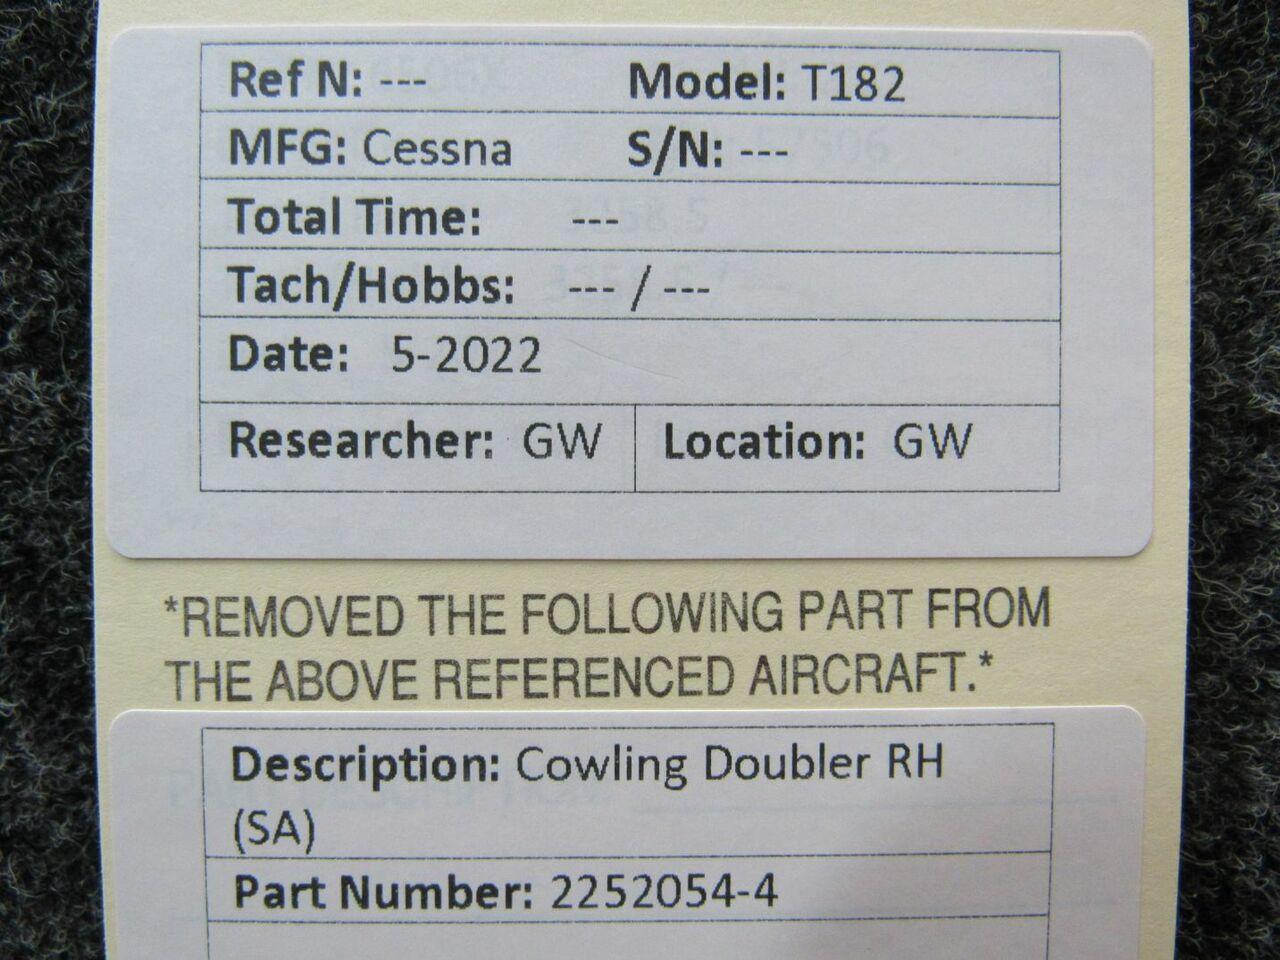 Ref N: --- Model: T182
MFG: Cessna S/N: ---
Total Time: ---
Tach/Hobbs: --- / ---
Date: 5-2022
Researcher: GW Location: GW
*REMOVED THE FOLLOWING PART FROM
THE ABOVE REFERENCED AIRCRAFT.*
Description: Cowling Doubler RH
(SA)
Part Number: 2252054-4